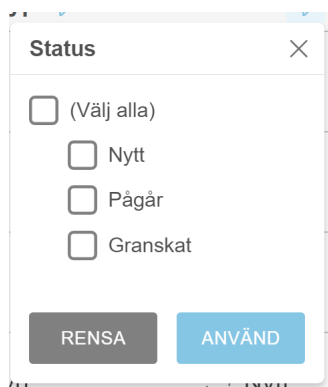 Status
(Välj alla)
Nytt
Pågår
Granskat
RENSA
ANVÄND